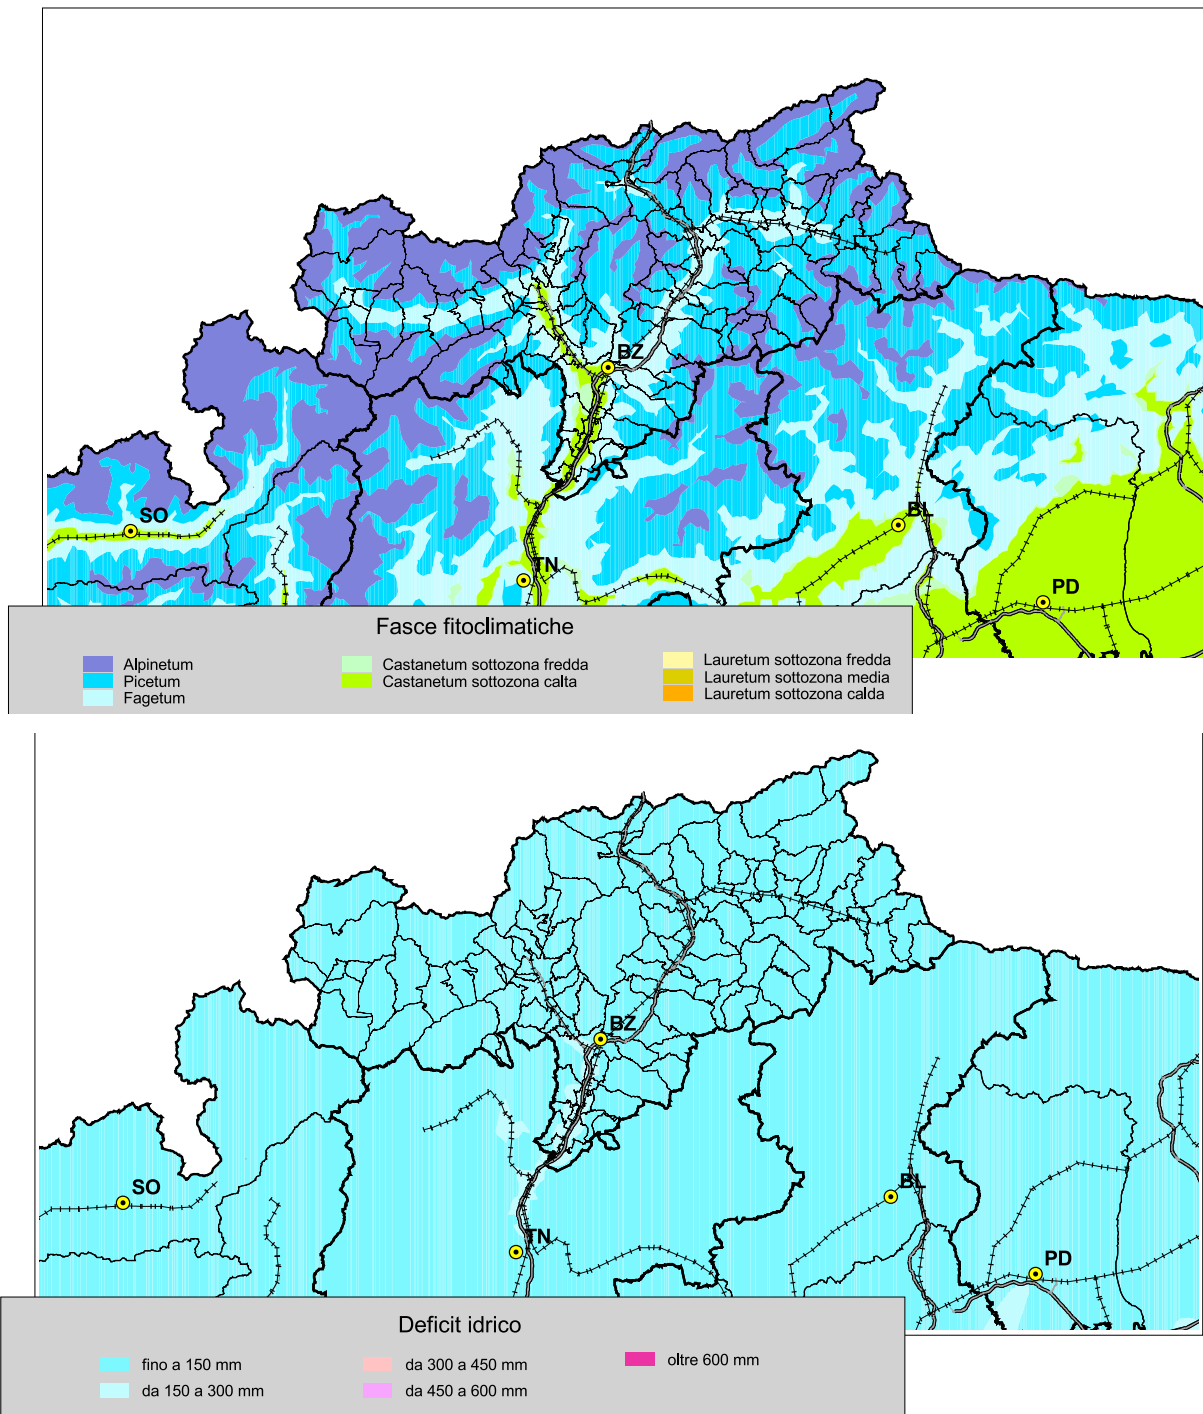 BZ
SO
BL
TN
PD
Fasce fitoclimatiche
Alpinetum
Picetum
Fagetum
Castanetum sottozona fredda
Castanetum sottozona calta
Lauretum sottozona fredda
Lauretum sottozona media
Lauretum sottozona calda
BZ
SO
BL
TN
PD
Deficit idrico
fino a 150 mm
da 150 a 300 mm
da 300 a 450 mm
da 450 a 600 mm
oltre 600 mm